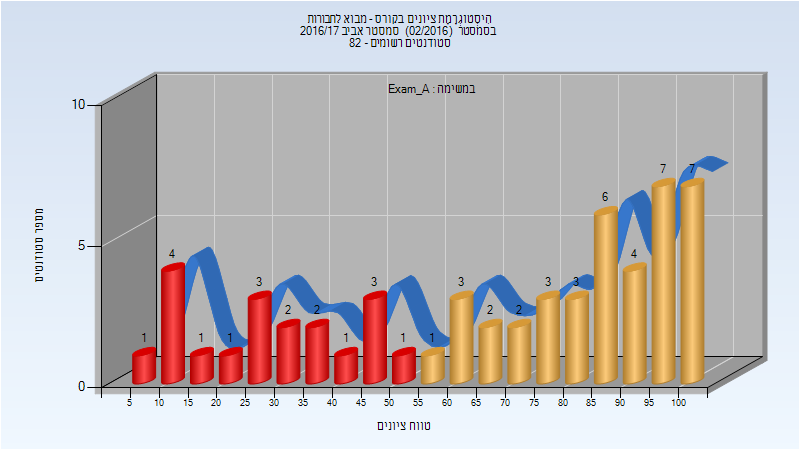 היסטוגרמת ציונים בקורס - מבוא לחבורות
בסמסטר (02/2016) סמסטר אביב 2016/17
סטודנטים רשומים - 82
במשימה : Exam_A
10
5
0
מספר סטודנטים
1 4 1 1 3 2 2 1 3 1 1 3 2 2 3 3 6 4 7 7
5 10 15 20 25 30 35 40 45 50 55 60 65 70 75 80 85 90 95 100
טווח ציונים